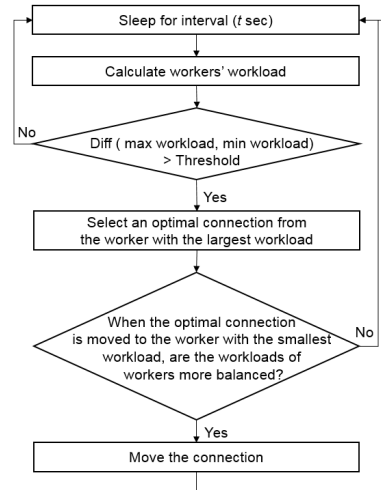 Sleep for interval (t sec)
Calculate workers' workload
No
Diff ( max workload, min workload)
> Threshold
Yes
Select an optimal connection from
the worker with the largest workload
When the optimal connection
is moved to the worker with the smallest
workload, are the workloads of
workers more balanced?
No
Yes
Move the connection